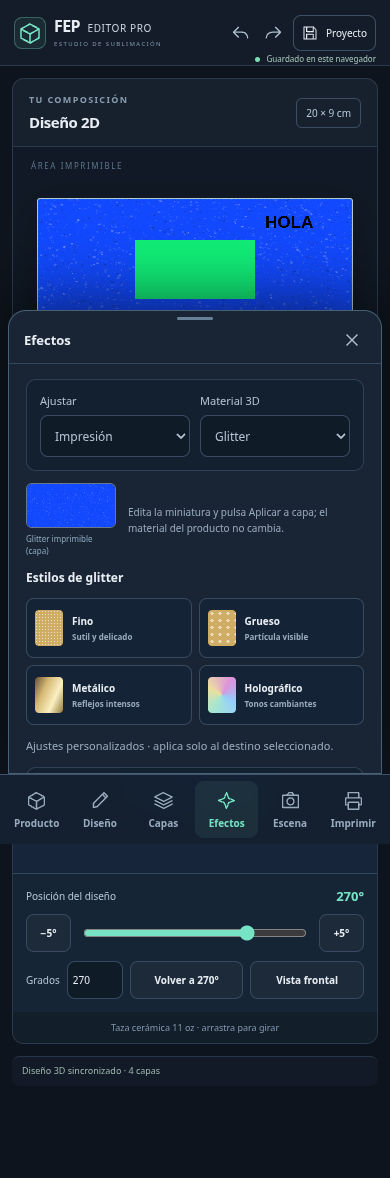 FEP EDITOR PRO
ESTUDIO DE SUBLIMACIÓN
Proyecto
Guardado en este navegador
TU COMPOSICIÓN
Diseño 2D
20 × 9 cm
ÁREA IMPRIMIBLE
HOLA
Efectos
Ajustar
Material 3D
Impresión
Glitter
Glitter imprimible
(capa)
Edita la miniatura y pulsa Aplicar a capa; el
material del producto no cambia.
Estilos de glitter
Fino
Sutil y delicado
Grueso
Partícula visible
Metálico
Reflejos intensos
Holográfico
Tonos cambiantes
Ajustes personalizados · aplica solo al destino seleccionado.
Producto
Diseño
Capas
Efectos
Escena
Imprimir
Posición del diseño
270°
−5°
+5°
Grados
270
Volver a 270°
Vista frontal
Taza cerámica 11 oz · arrastra para girar
Diseño 3D sincronizado · 4 capas